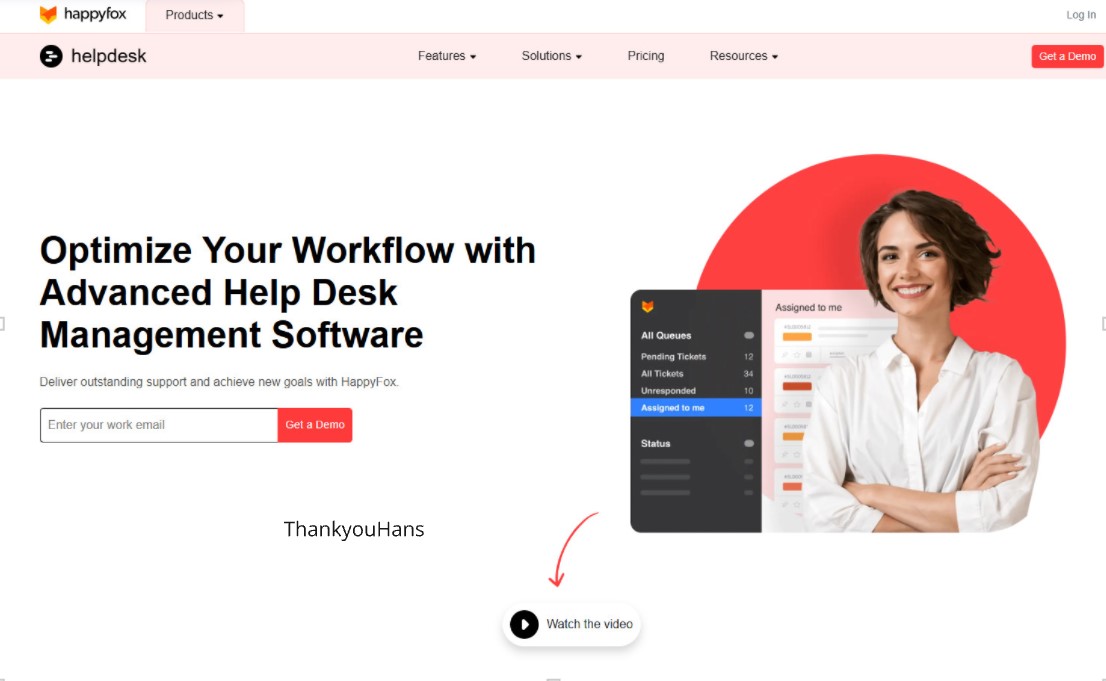 happyfox
Products
Log In
helpdesk
Features
Solutions
Pricing
Resources
Get a Demo
Optimize Your Workflow with
Advanced Help Desk
Management Software
Deliver outstanding support and achieve new goals with HappyFox.
Enter your work email
Get a Demo
All Queues
Pending Tickets 12
All Tickets 34
Unresponded 10
Assigned to me 12
Status
Assigned to me
ThankyouHans
Watch the video